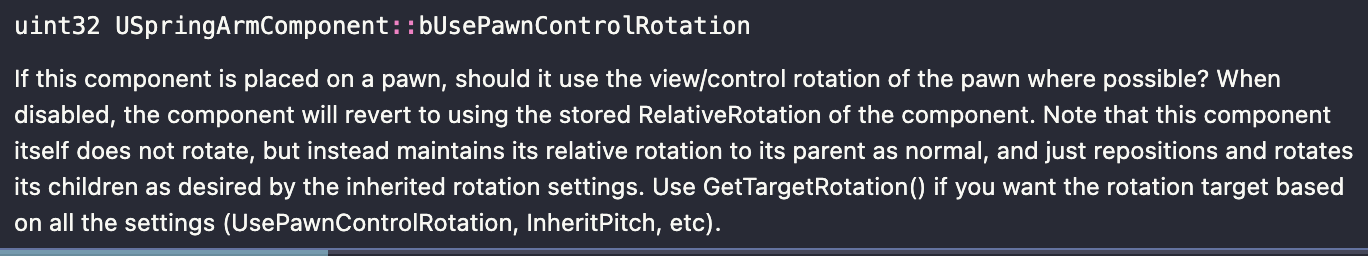 uint32 USpringArmComponent::bUsePawnControlRotation
If this component is placed on a pawn, should it use the view/control rotation of the pawn where possible? When
disabled, the component will revert to using the stored RelativeRotation of the component. Note that this component
itself does not rotate, but instead maintains its relative rotation to its parent as normal, and just repositions and rotates
its children as desired by the inherited rotation settings. Use GetTargetRotation() if you want the rotation target based
on all the settings (UsePawnControlRotation, InheritPitch, etc).